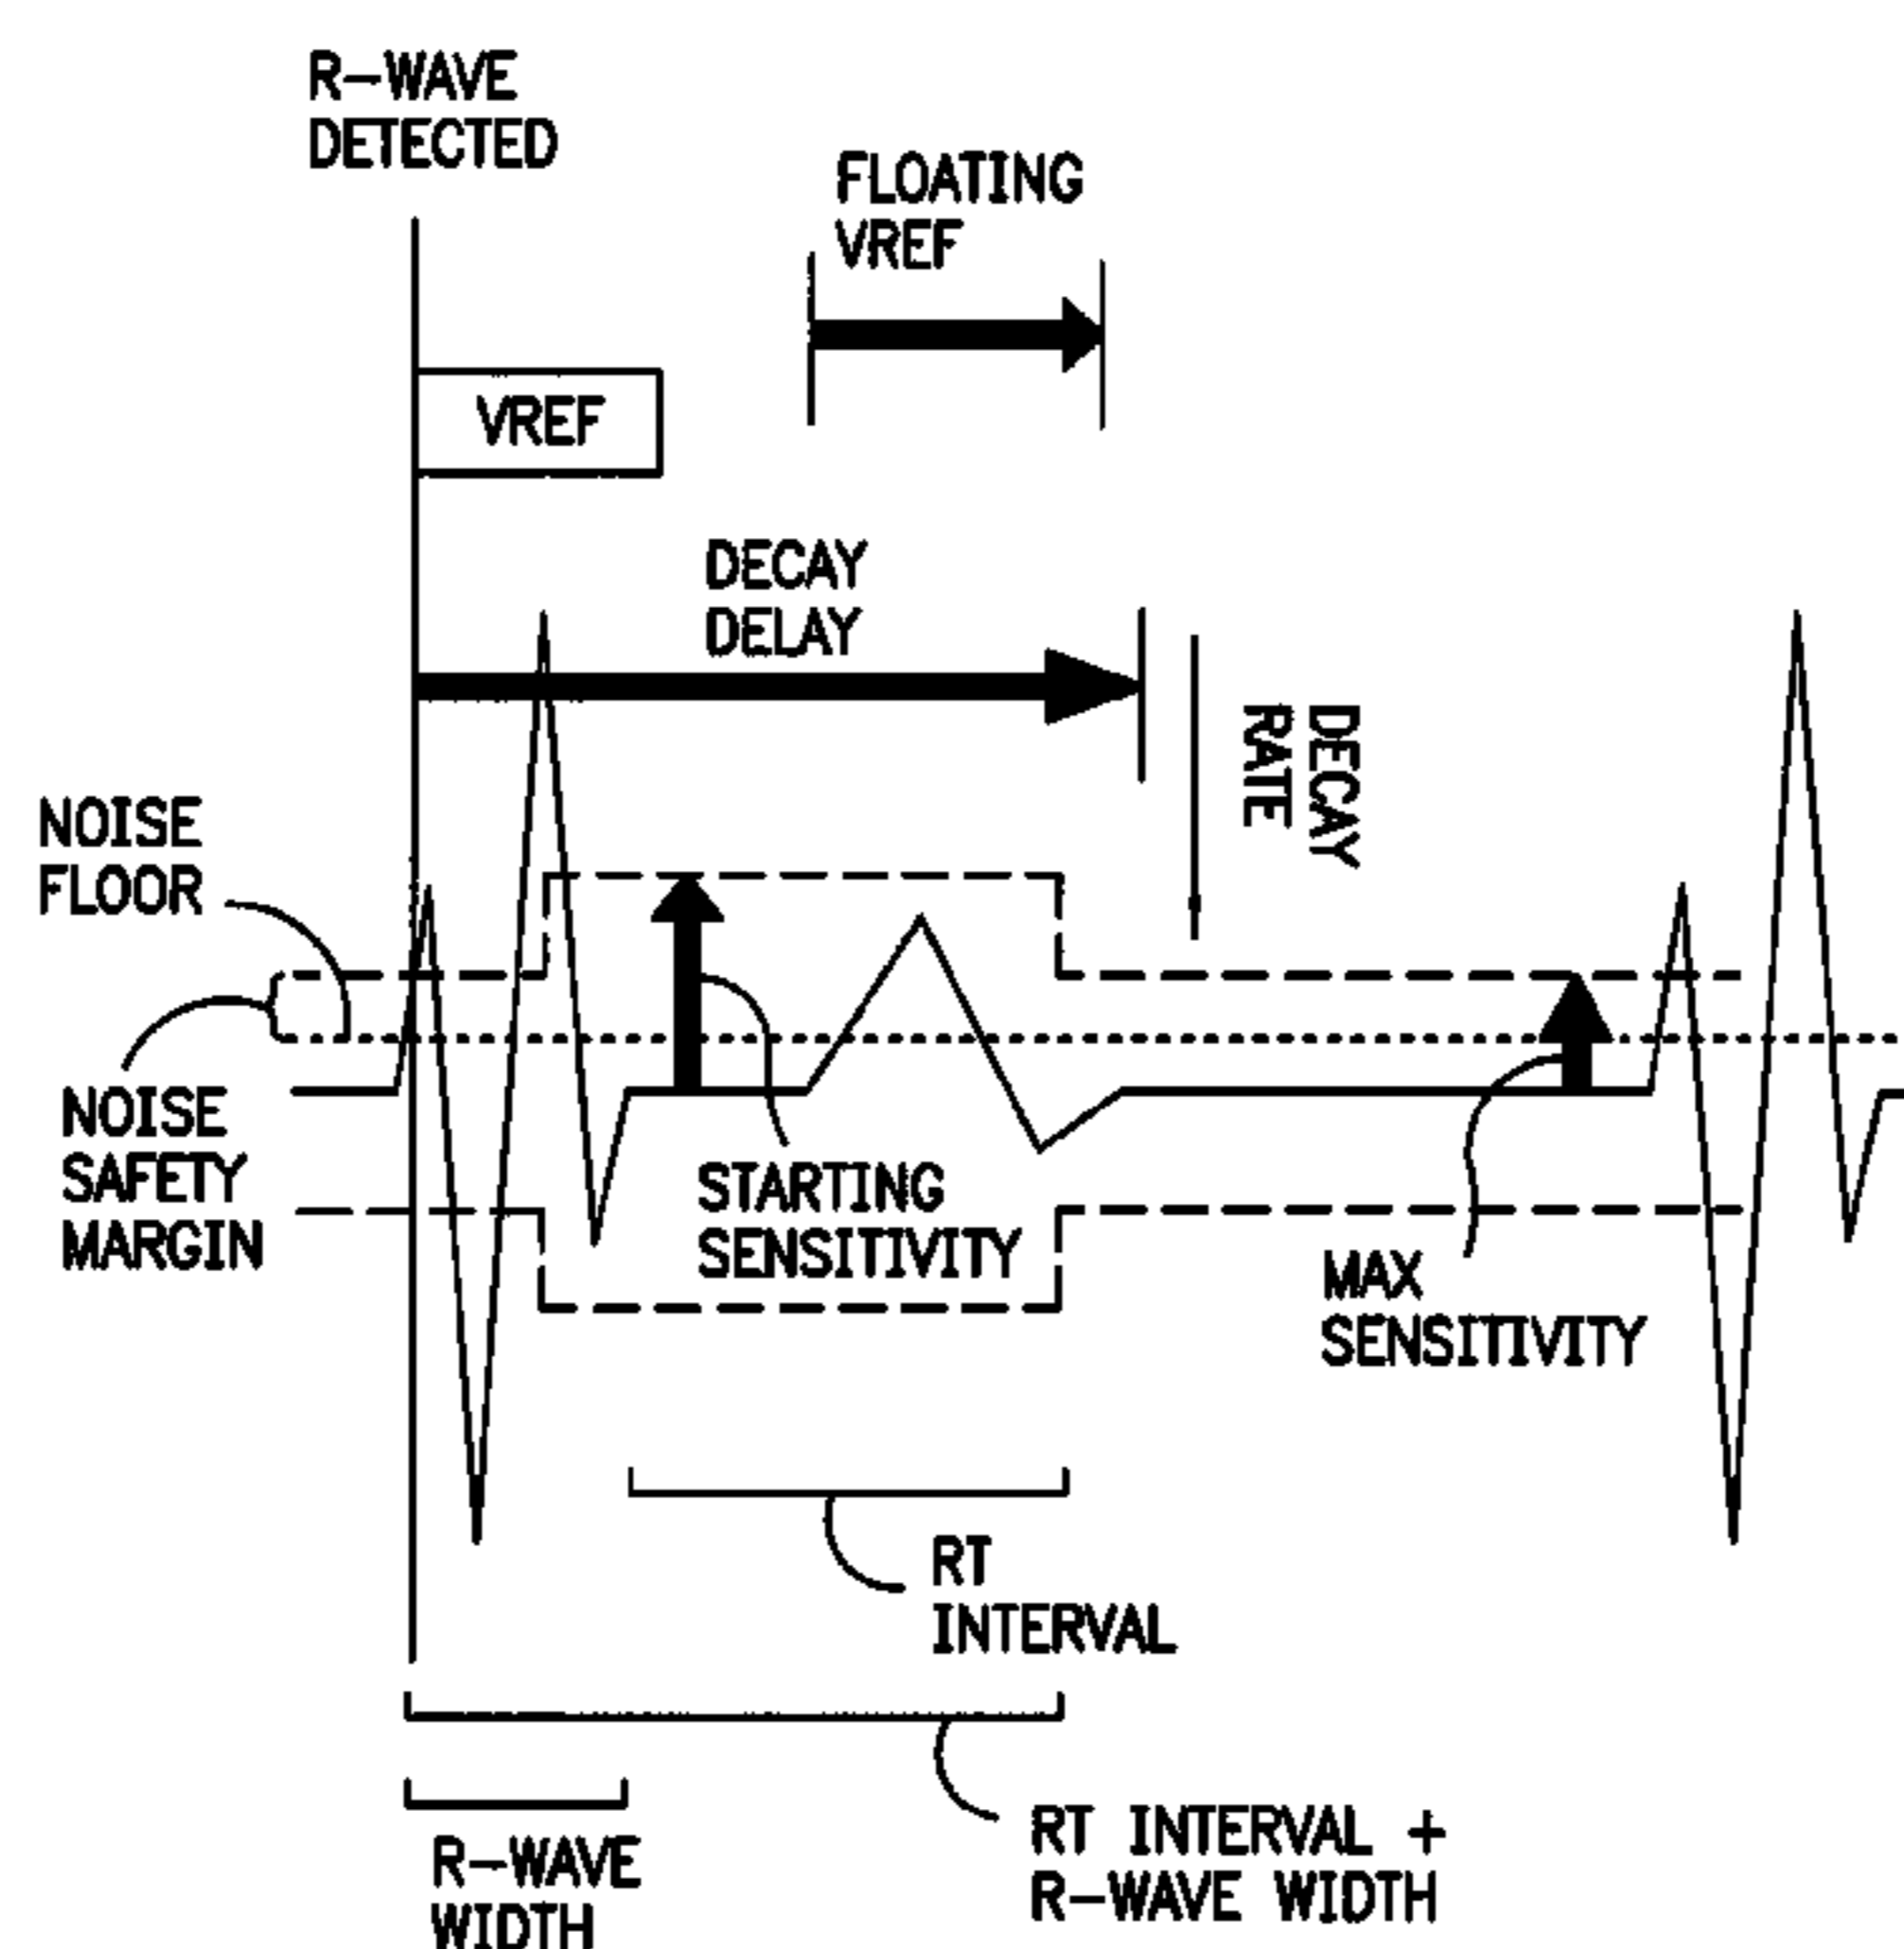 R-WAVE
DETECTED
FLOATING
VREF
VREF
DECAY
DELAY
DECAY
RATE
NOISE
FLOOR
NOISE
SAFETY
MARGIN
STARTING
SENSITIVITY
MAX
SENSITIVITY
RT
INTERVAL
RT INTERVAL +
R-WAVE WIDTH
R-WAVE
WIDTH